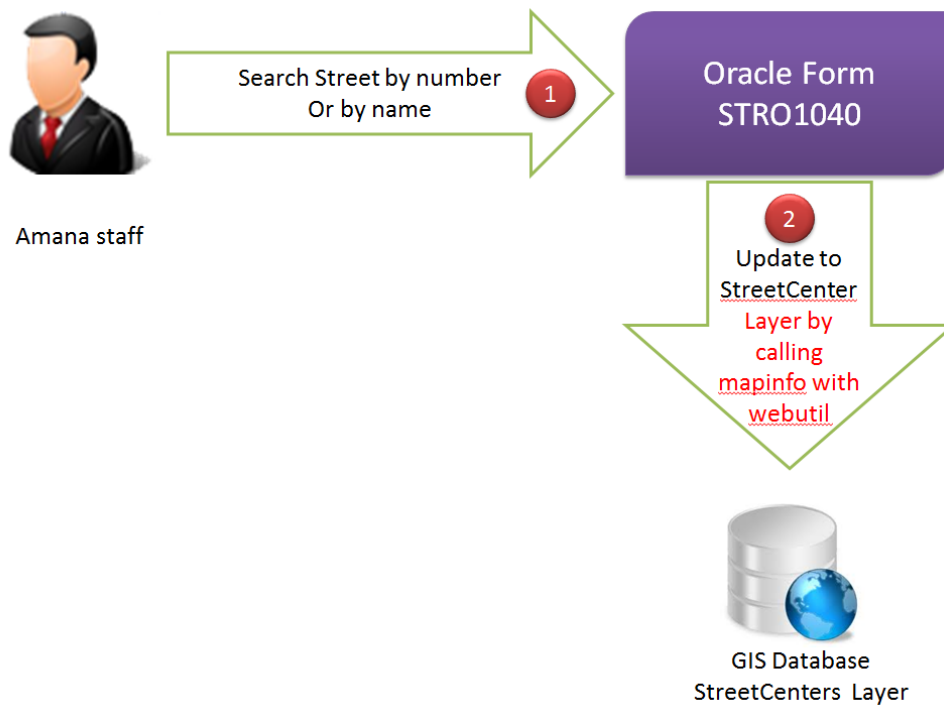 Search Street by number
Or by name
1
Oracle Form
STRO1040
Amana staff
2
Update to
StreetCenter
Layer by
calling
mapinfo with
webutil
GIS Database
StreetCenters Layer